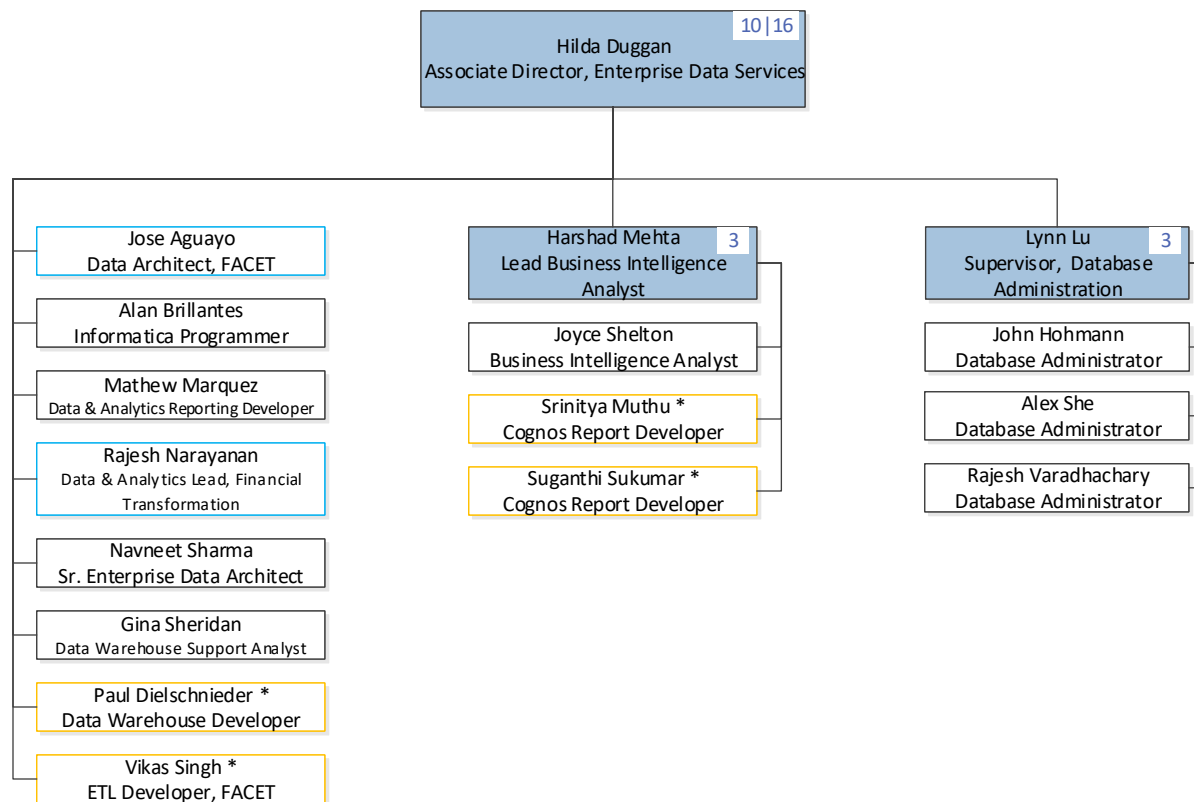 10|16
Hilda Duggan
Associate Director, Enterprise Data Services
Jose Aguayo
Data Architect, FACET
Alan Brillantes
Informatica Programmer
Mathew Marquez
Data & Analytics Reporting Developer
Rajesh Narayanan
Data & Analytics Lead, Financial
Transformation
Navneet Sharma
Sr. Enterprise Data Architect
Gina Sheridan
Data Warehouse Support Analyst
Paul Dielschnieder *
Data Warehouse Developer
Vikas Singh *
ETL Developer, FACET
Harshad Mehta
3
Lead Business Intelligence
Analyst
Joyce Shelton
Business Intelligence Analyst
Srinitya Muthu *
Cognos Report Developer
Suganthi Sukumar *
Cognos Report Developer
Lynn Lu
3
Supervisor, Database
Administration
John Hohmann
Database Administrator
Alex She
Database Administrator
Rajesh Varadhachary
Database Administrator